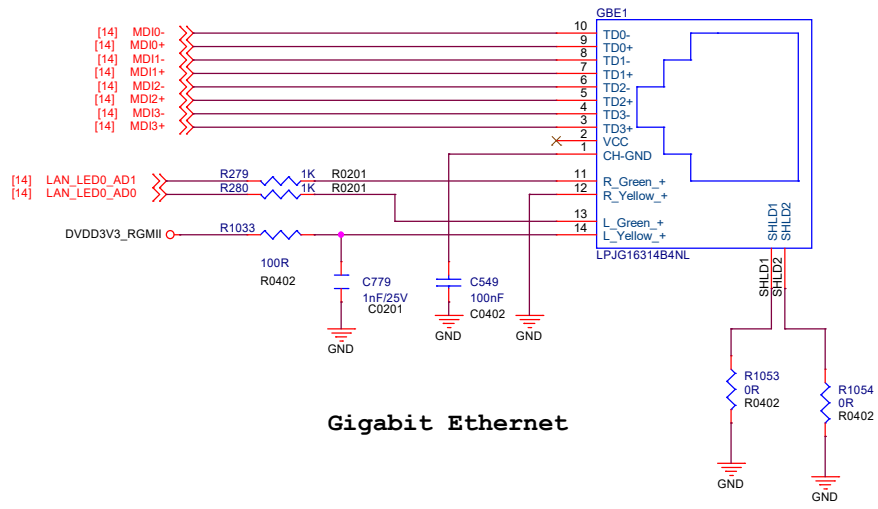 GBE1
[14] MDI0- 10 TD0-
[14] MDI0+ 9 TD0+
[14] MDI1- 8 TD1-
[14] MDI1+ 7 TD1+
[14] MDI2- 6 TD2-
[14] MDI2+ 5 TD2+
[14] MDI3- 4 TD3-
[14] MDI3+ 3 TD3+
2 VCC
1 CH-GND
[14] LAN_LED0_AD1 R279 1K R0201 11 R_Green_+
[14] LAN_LED0_AD0 R280 1K R0201 12 R_Yellow_+
13 L_Green_+
DVDD3V3_RGMII R1033 14 L_Yellow_+
SHLD1
SHLD2
LPJG16314B4NL
SHLD1
SHLD2
100R
R0402
C779
1nF/25V
C0201
GND
C549
100nF
C0402
GND
GND
R1053
0R
R0402
GND
R1054
0R
R0402
GND
Gigabit Ethernet